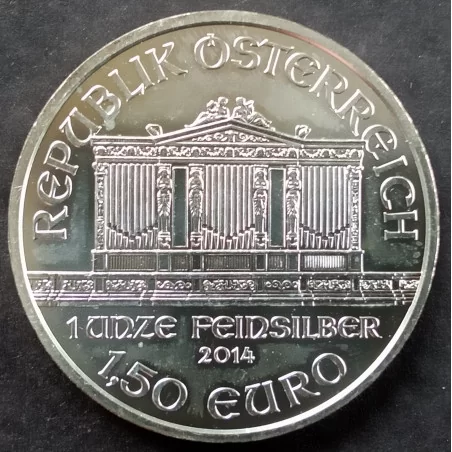 REPUBLIK ÖSTERREICH
1 UNZE FEINSILBER
2014
1,50 EURO